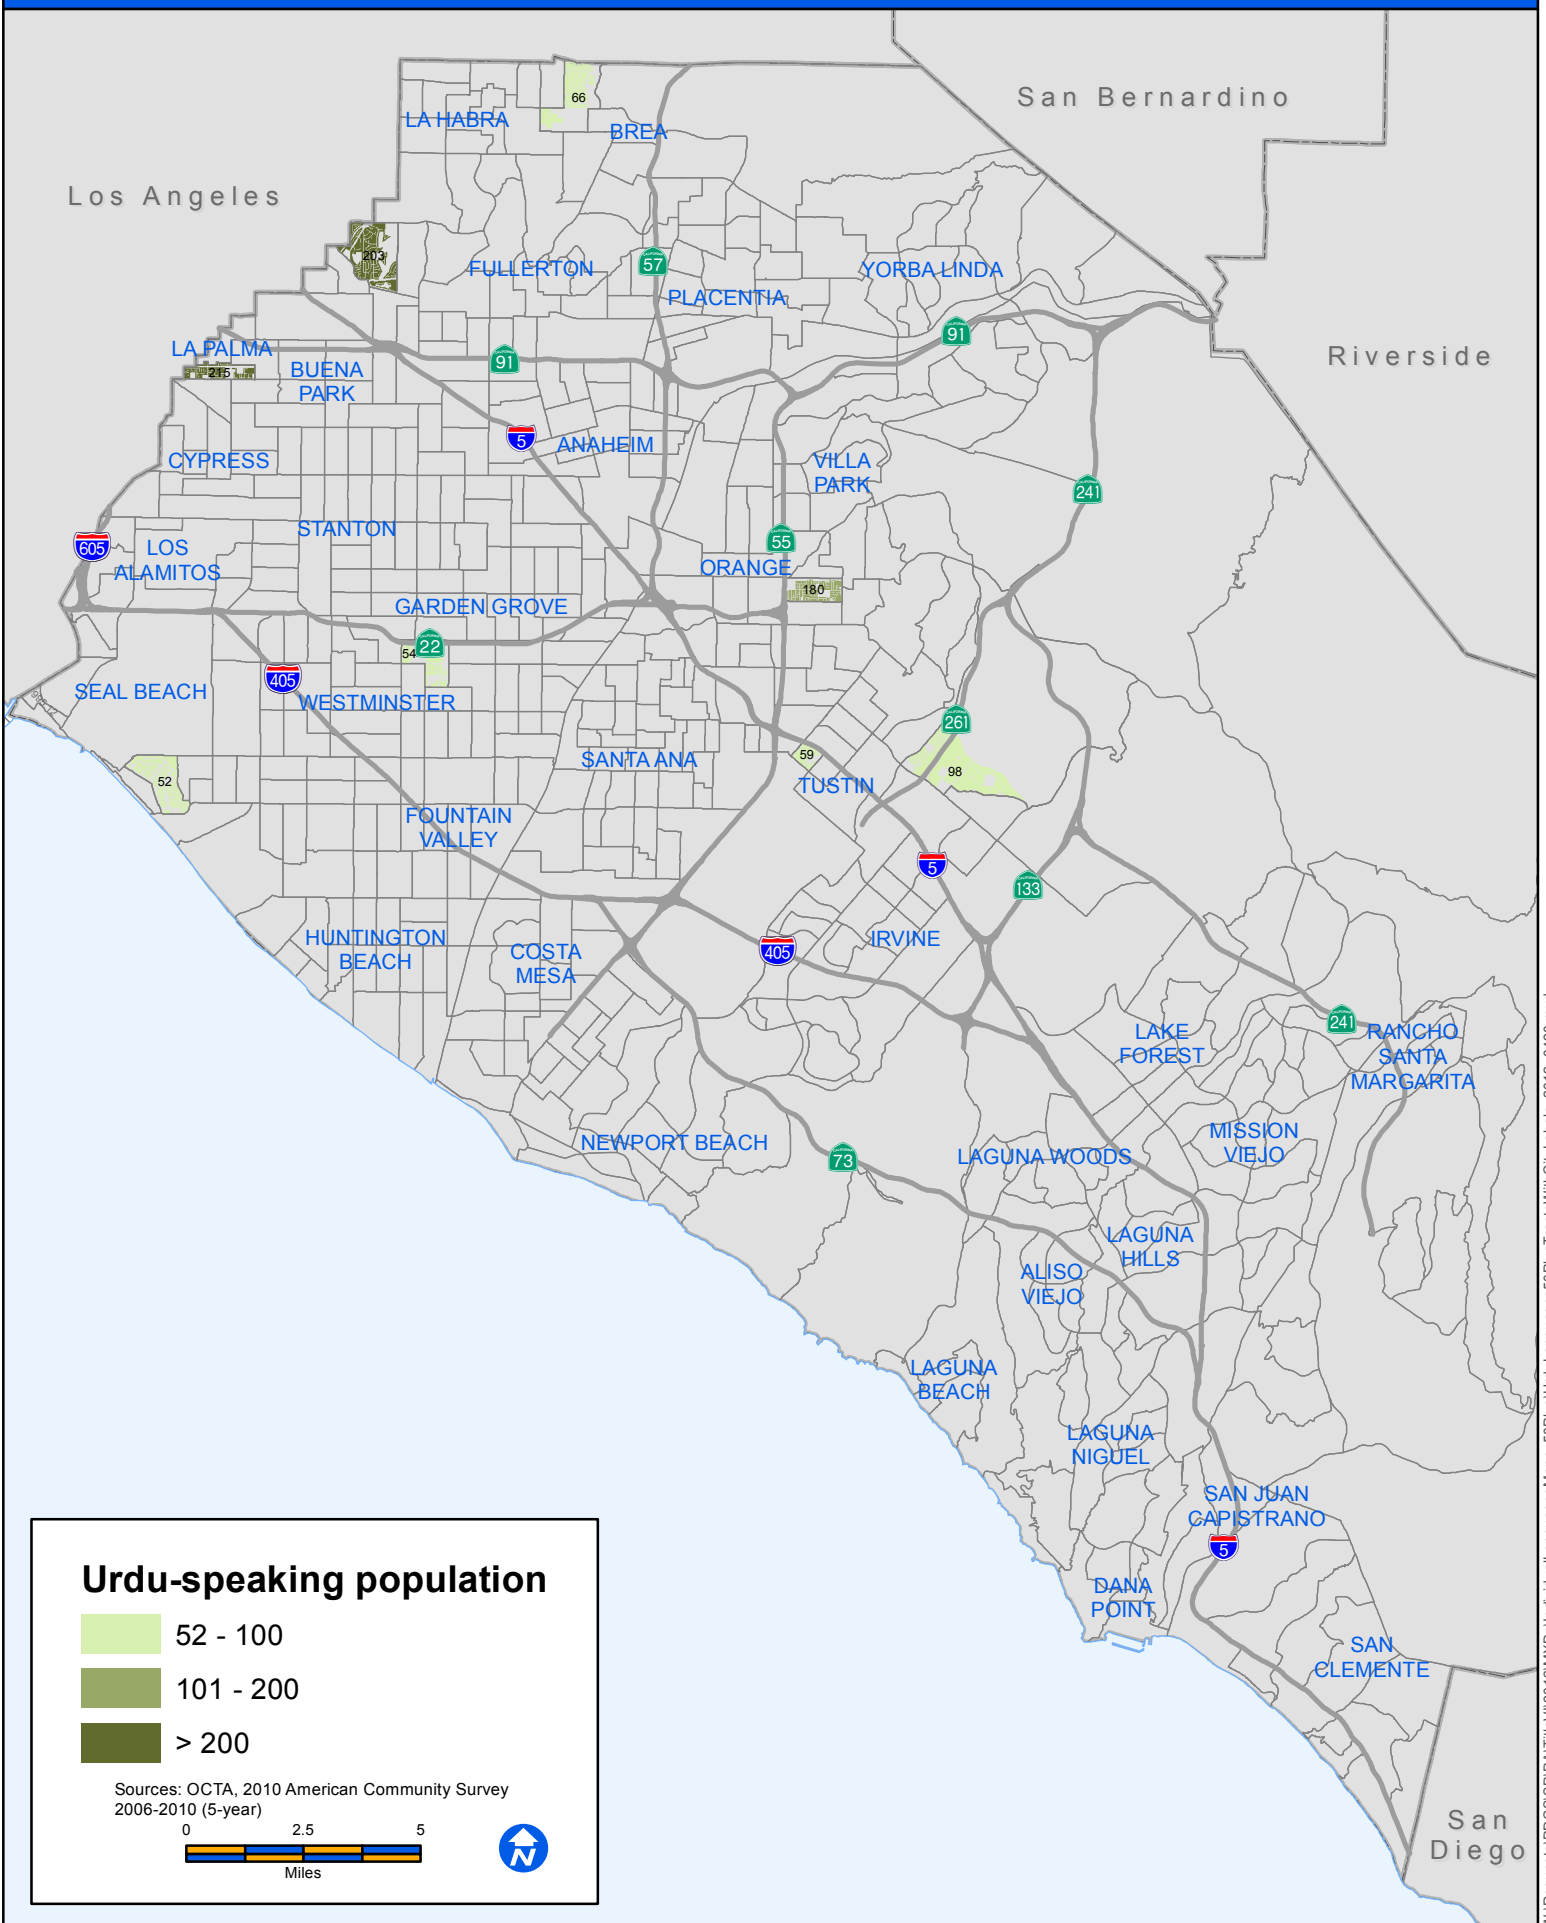 San Bernardino
66
LA HABRA
BREA
Los Angeles
203
FULLERTON
57
YORBA LINDA
PLACENTIA
91
LA PALMA
91
Riverside
215
BUENA
PARK
5
ANAHEIM
CYPRESS
VILLA
PARK
241
STANTON
605
LOS
ALAMITOS
55
ORANGE
180
GARDEN GROVE
22
54
405
SEAL BEACH
WESTMINSTER
261
SANTA ANA
59
98
52
TUSTIN
FOUNTAIN
VALLEY
5
133
HUNTINGTON
BEACH
COSTA
MESA
405
IRVINE
241
LAKE
FOREST
RANCHO
SANTA
MARGARITA
NEWPORT BEACH
73
LAGUNA WOODS
MISSION
VIEJO
LAGUNA
HILLS
ALISO
VIEJO
LAGUNA
BEACH
LAGUNA
NIGUEL
SAN JUAN
CAPISTRANO
5
DANA
POINT
SAN
CLEMENTE
San
Diego
Urdu-speaking population
52 - 100
101 - 200
> 200
Sources: OCTA, 2010 American Community Survey
2006-2010 (5-year)
0 2.5 5
Miles
N